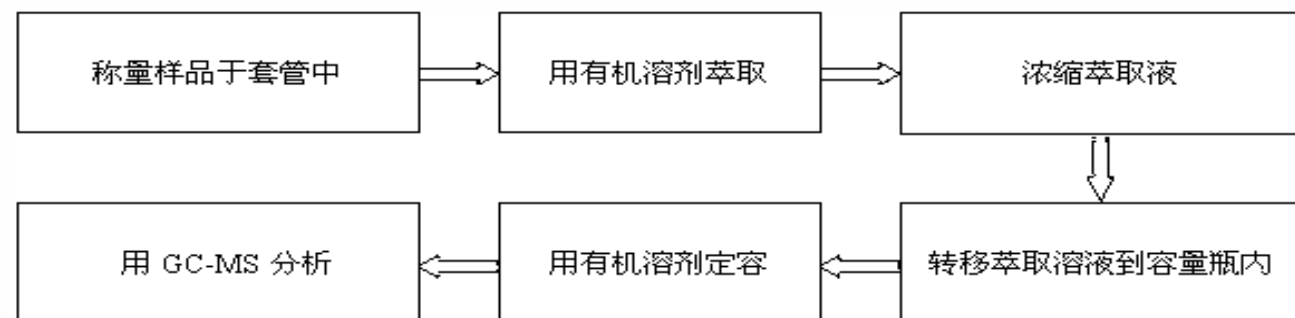 称量样品于套管中
用有机溶剂萃取
浓缩萃取液
转移萃取溶液到容量瓶内
用有机溶剂定容
用 GC-MS 分析